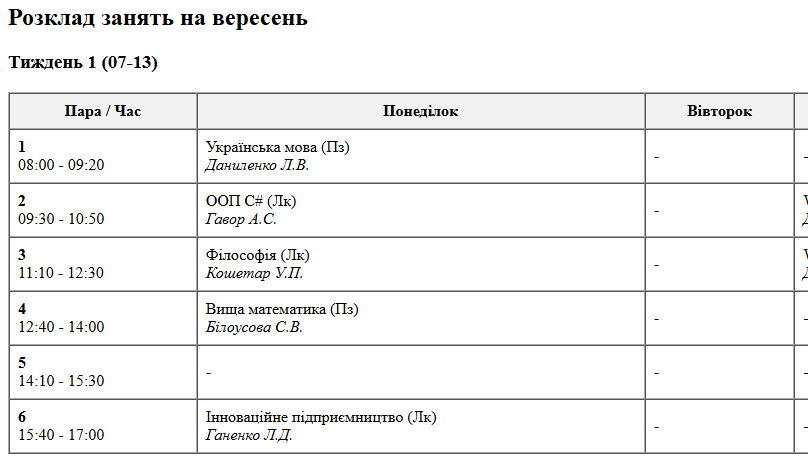 Розклад занять на вересень
Тиждень 1 (07-13)
Пара / Час Понеділок Вівторок
1
08:00 - 09:20
Українська мова (Пз)
Даниленко Л.В.
-
-
2
09:30 - 10:50
ООП C# (Лк)
Гавор А.С.
-
3
11:10 - 12:30
Філософія (Лк)
Кошетар У.П.
-
4
12:40 - 14:00
Вища математика (Пз)
Білоусова С.В.
-
-
5
14:10 - 15:30
-
-
-
6
15:40 - 17:00
Інноваційне підприємництво (Лк)
Ганенко Л.Д.
-
-